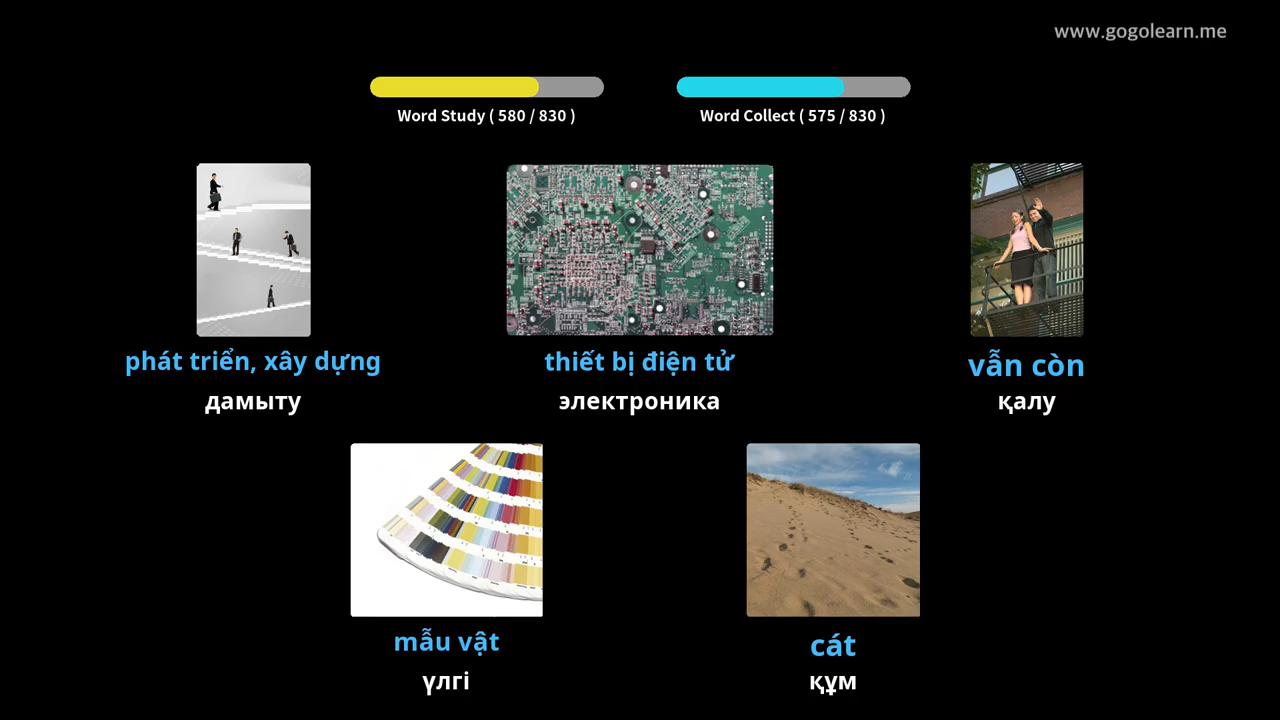 www.gogolearn.me
Word Study ( 580 / 830 )
Word Collect ( 575 / 830 )
phát triển, xây dựng
дамыту
thiết bị điện tử
электроника
vẫn còn
қалу
mẫu vật
үлгі
cát
құм